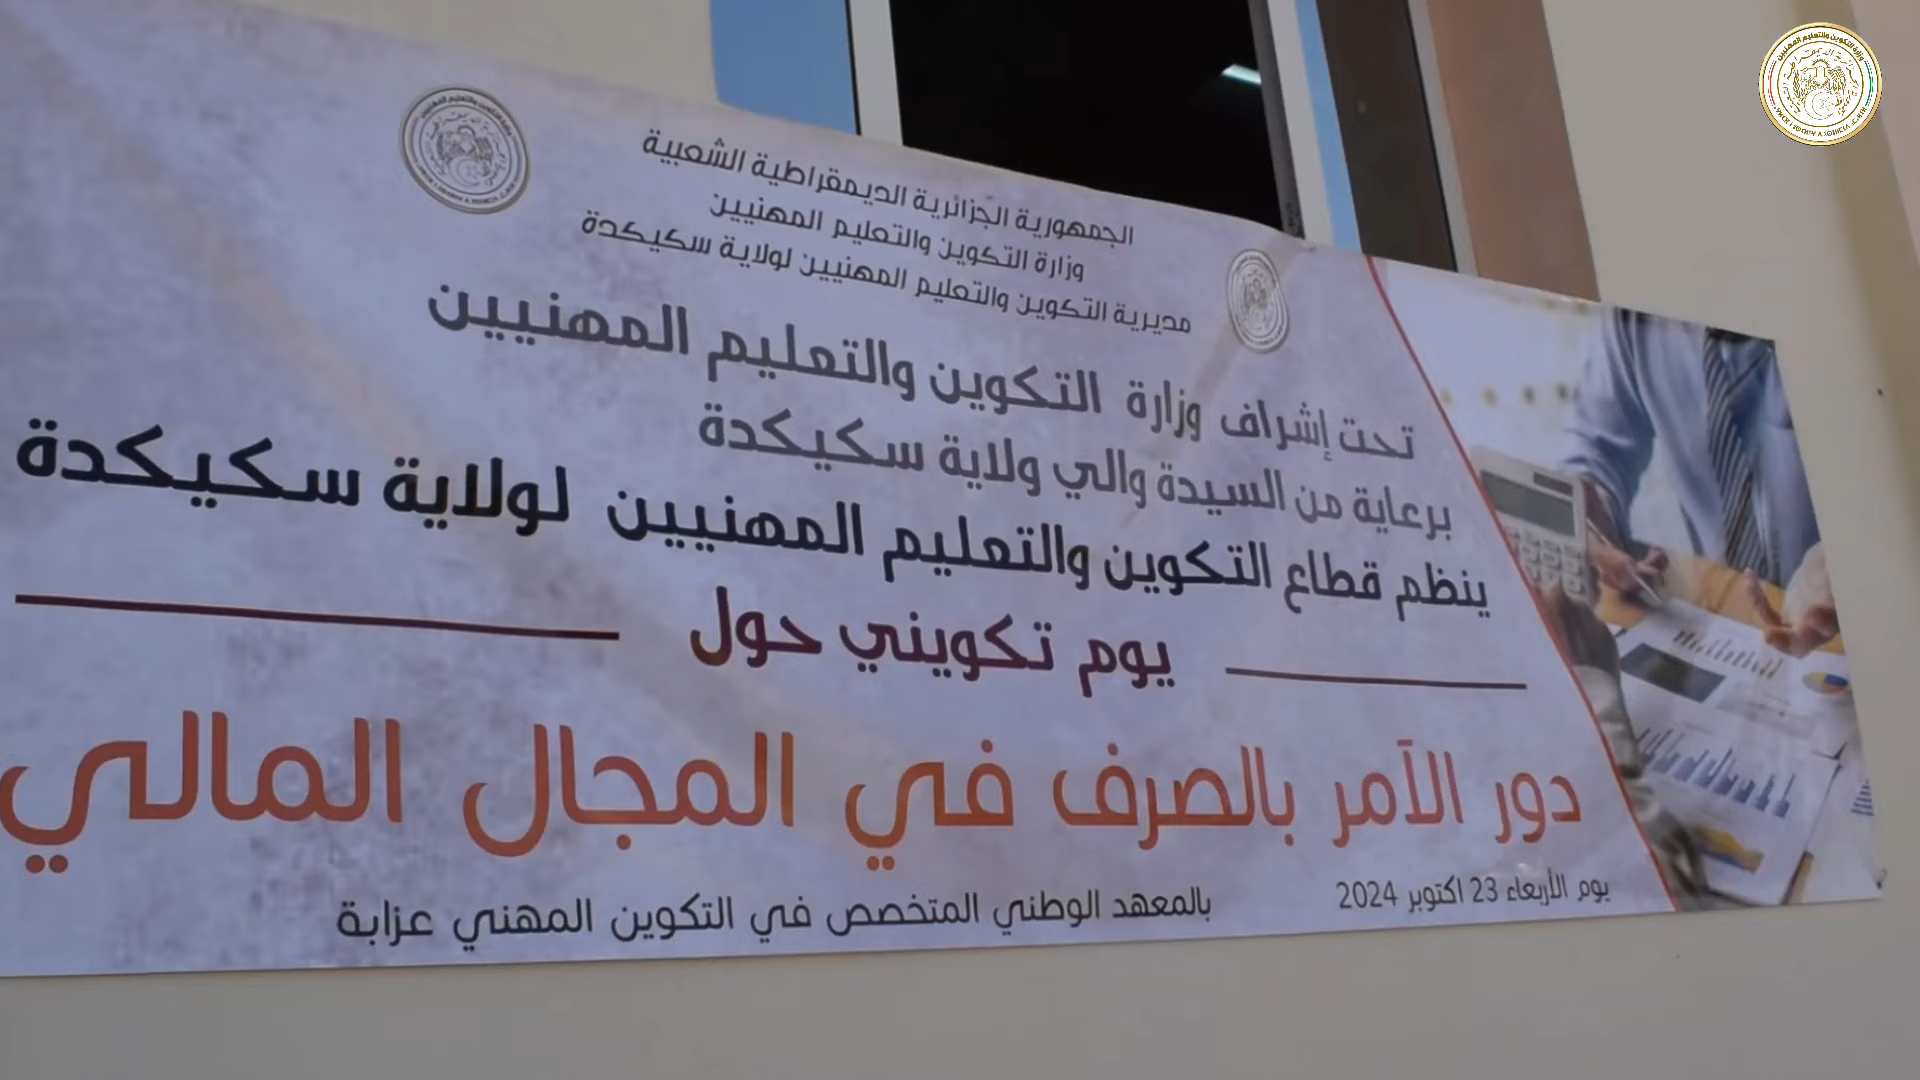 الجمهورية الجزائرية الديمقراطية الشعبية
وزارة التكوين والتعليم المهنيين
مديرية التكوين والتعليم المهنيين لولاية سكيكدة
تحت إشراف وزارة التكوين والتعليم المهنيين
برعاية من السيدة والي ولاية سكيكدة
ينظم قطاع التكوين والتعليم المهنيين لولاية سكيكدة
يوم تكويني حول
دور الآمر بالصرف في المجال المالي
يوم الأربعاء 23 اكتوبر 2024
بالمعهد الوطني المتخصص في التكوين المهني عزابة